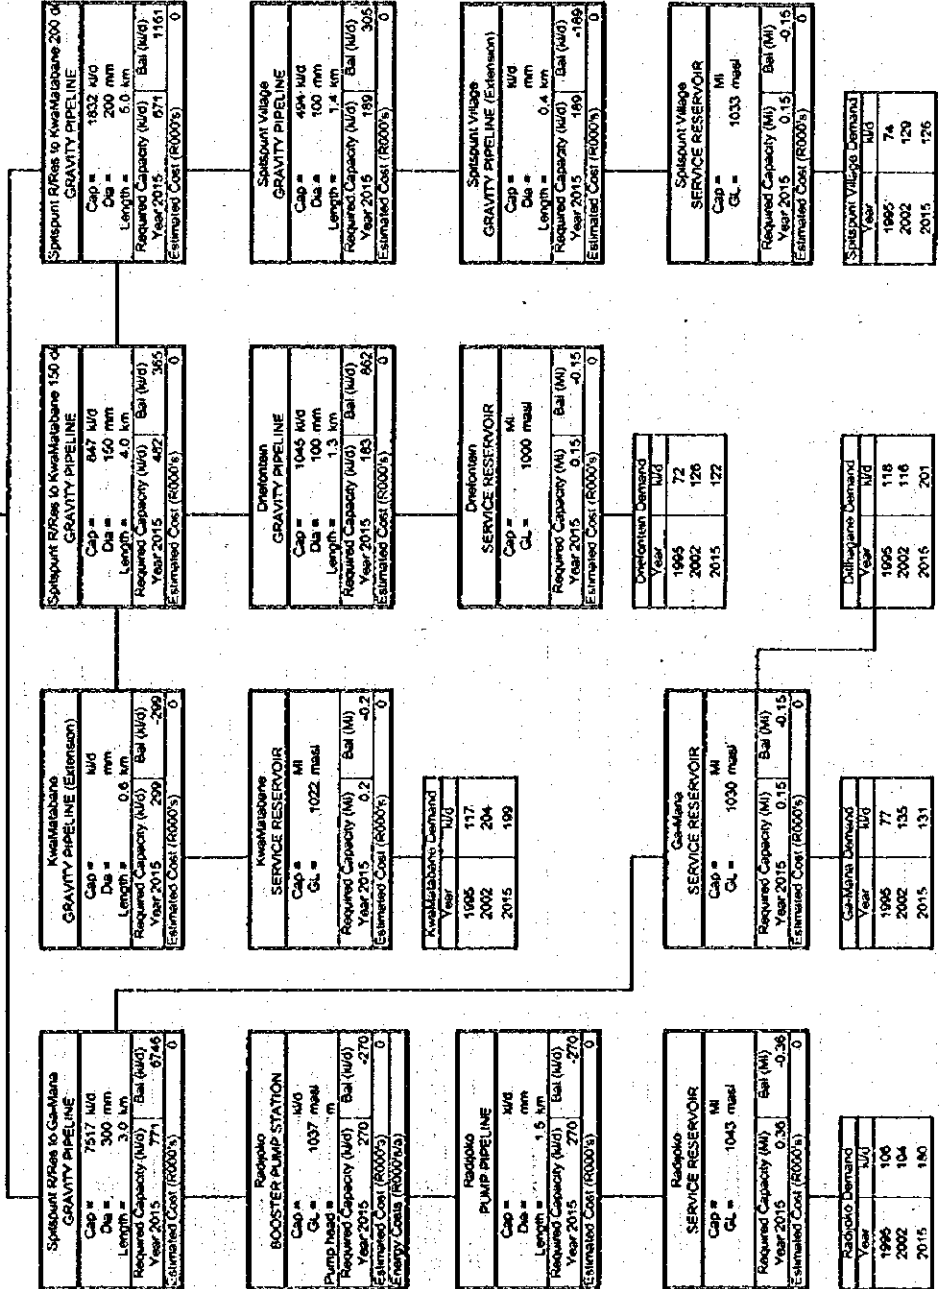 Spitspunt R/Res to Ga-Mana
GRAVITY PIPELINE
Cap = 7517 kl/d
Dia = 300 mm
Length = 3.0 km
Required Capacity (kl/d) Bal (kl/d)
Year 2015 771 6746
Estimated Cost (R000's) 0
Radipoko
BOOSTER PUMP STATION
Cap = kl/d
GL = 1037 masl
Pump head = m
Required Capacity (kl/d) Bal (kl/d)
Year 2015 270 -270
Estimated Cost (R000's) 0
Energy Costs (R000's/a)
Radipoko
PUMP PIPELINE
Cap = kl/d
Dia = mm
Length = 1.5 km
Required Capacity (kl/d) Bal (kl/d)
Year 2015 270 -270
Estimated Cost (R000's) 0
Radipoko
SERVICE RESERVOIR
Cap = Ml
GL = 1043 masl
Required Capacity (Ml) Bal (Ml)
Year 2015 0.36 -0.36
Estimated Cost (R000's) 0
Radipoko Demand
Year kl/d
1995 106
2002 104
2015 180
KwaMatabane
GRAVITY PIPELINE (Extension)
Cap = kl/d
Dia = mm
Length = 0.6 km
Required Capacity (kl/d) Bal (kl/d)
Year 2015 299 -299
Estimated Cost (R000's) 0
KwaMatabane
SERVICE RESERVOIR
Cap = Ml
GL = 1022 masl
Required Capacity (Ml) Bal (Ml)
Year 2015 0.2 -0.2
Estimated Cost (R000's) 0
KwaMatabane Demand
Year kl/d
1995 117
2002 204
2015 199
Ga-Mana
SERVICE RESERVOIR
Cap = Ml
GL = 1030 masl
Required Capacity (Ml) Bal (Ml)
Year 2015 0.15 -0.15
Estimated Cost (R000's) 0
Ga-Mana Demand
Year kl/d
1995 77
2002 135
2015 131
Spitspunt R/Res to KwaMatabane 150 d
GRAVITY PIPELINE
Cap = 847 kl/d
Dia = 150 mm
Length = 4.0 km
Required Capacity (kl/d) Bal (kl/d)
Year 2015 482 365
Estimated Cost (R000's) 0
Driefontein
GRAVITY PIPELINE
Cap = 1045 kl/d
Dia = 100 mm
Length = 1.3 km
Required Capacity (kl/d) Bal (kl/d)
Year 2015 183 862
Estimated Cost (R000's) 0
Driefontein
SERVICE RESERVOIR
Cap = Ml
GL = 1000 masl
Required Capacity (Ml) Bal (Ml)
Year 2015 0.15 -0.15
Estimated Cost (R000's) 0
Driefontein Demand
Year kl/d
1995 72
2002 126
2015 122
Ditlhagane Demand
Year kl/d
1995 118
2002 116
2015 201
Spitspunt R/Res to KwaMatabane 200 d
GRAVITY PIPELINE
Cap = 1832 kl/d
Dia = 200 mm
Length = 5.0 km
Required Capacity (kl/d) Bal (kl/d)
Year 2015 671 1161
Estimated Cost (R000's) 0
Spitspunt Village
GRAVITY PIPELINE
Cap = 494 kl/d
Dia = 100 mm
Length = 1.4 km
Required Capacity (kl/d) Bal (kl/d)
Year 2015 189 305
Estimated Cost (R000's) 0
Spitspunt Village
GRAVITY PIPELINE (Extension)
Cap = kl/d
Dia = mm
Length = 0.4 km
Required Capacity (kl/d) Bal (kl/d)
Year 2015 189 -189
Estimated Cost (R000's) 0
Spitspunt Village
SERVICE RESERVOIR
Cap = Ml
GL = 1033 masl
Required Capacity (Ml) Bal (Ml)
Year 2015 0.15 -0.15
Estimated Cost (R000's) 0
Spitspunt Village Demand
Year kl/d
1995 74
2002 129
2015 126